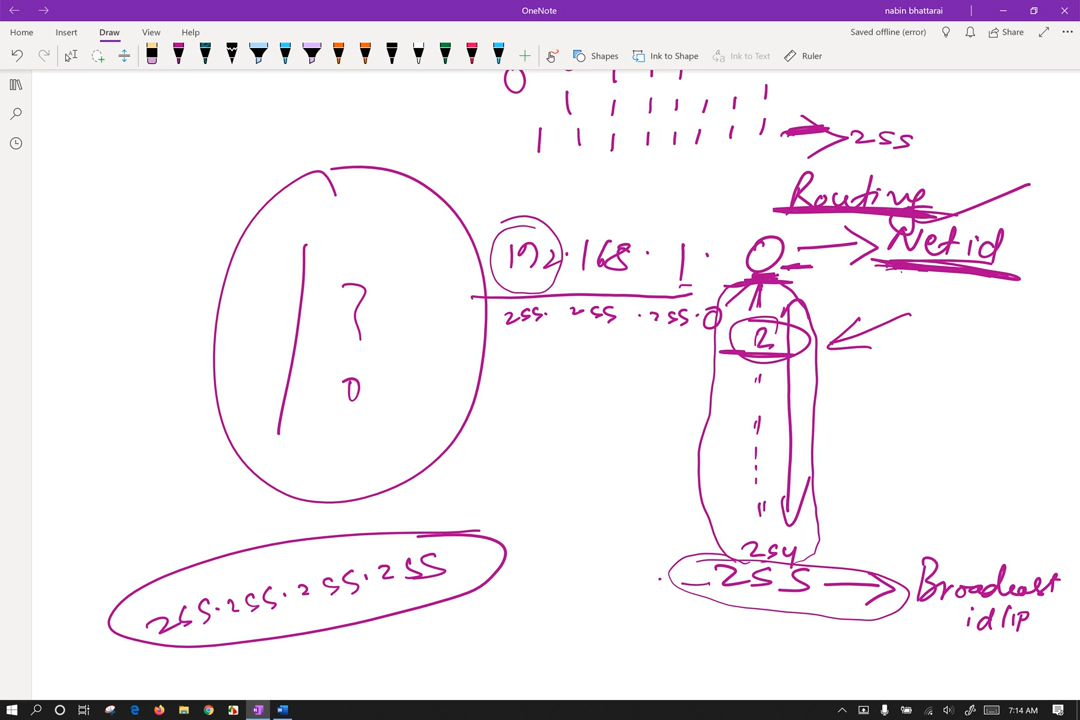 OneNote
nabin bhattarai
Home Insert Draw View Help
Saved offline (error)
Share
Shapes
Ink to Shape
Ink to Text
Ruler
0
255
Routing
192.168.1.0
Net id
255.255.255.0
2
?
0
254
255
Broadcast
id/ip
255.255.255.255
7:14 AM